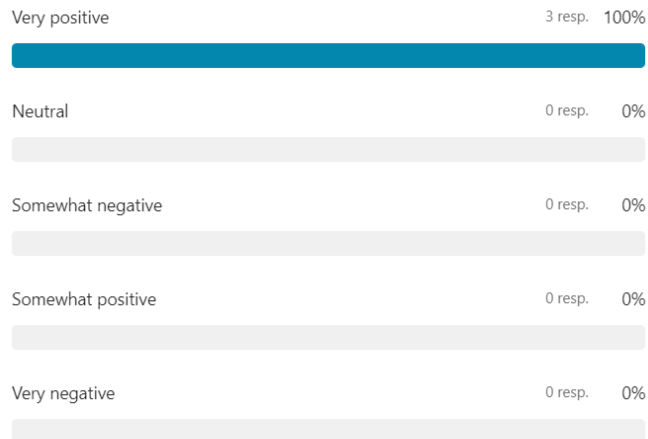 Very positive 3 resp. 100%
Neutral 0 resp. 0%
Somewhat negative 0 resp. 0%
Somewhat positive 0 resp. 0%
Very negative 0 resp. 0%